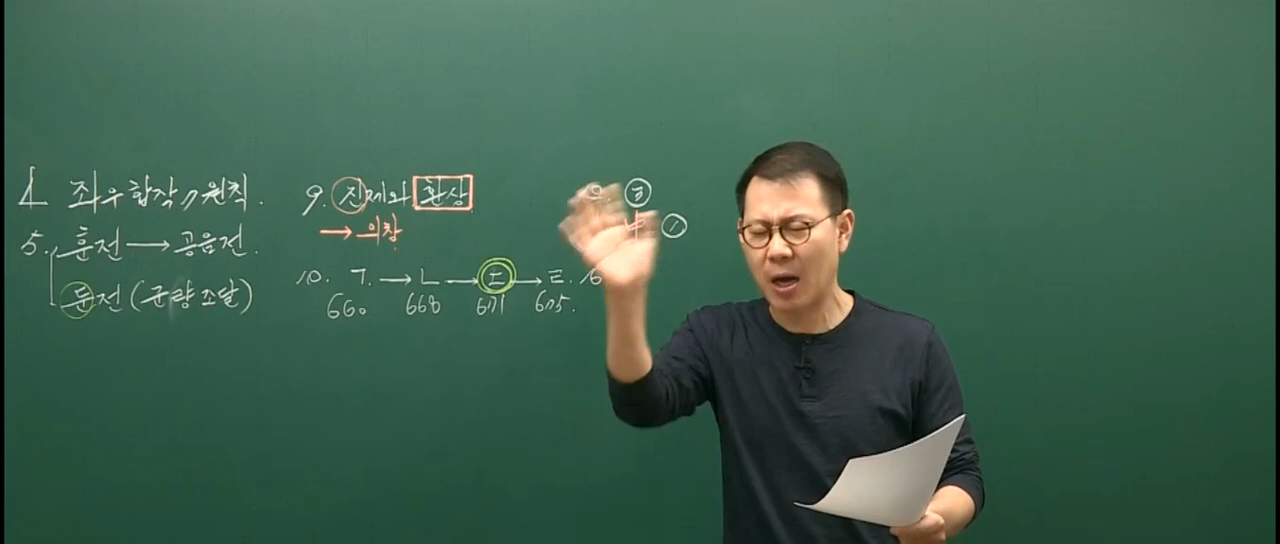 4. 좌우합작 7원칙.
5. 훈전 → 공음전.
둔전 (군량조달)
9. 진제와 환상
→ 의창
10. ㄱ. → ㄴ → ㄷ → ㄹ.
660 668 671 675.
㉢
①